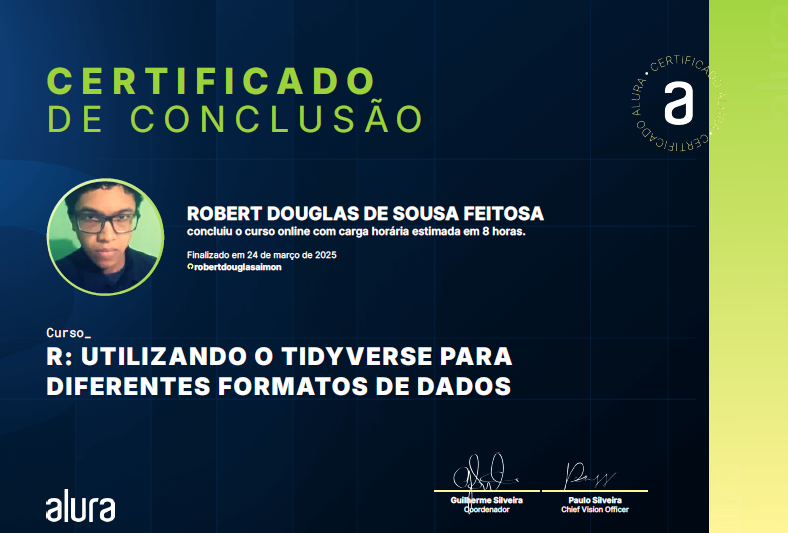 CERTIFICADO
DE CONCLUSÃO
CERTIFICADO ALURA • CERTIFICADO ALURA •
a
ROBERT DOUGLAS DE SOUSA FEITOSA
concluiu o curso online com carga horária estimada em 8 horas.
Finalizado em 24 de março de 2025
robertdouglasaimon
Curso_
R: UTILIZANDO O TIDYVERSE PARA
DIFERENTES FORMATOS DE DADOS
alura
Guilherme Silveira
Coordenador
Paulo Silveira
Chief Vision Officer